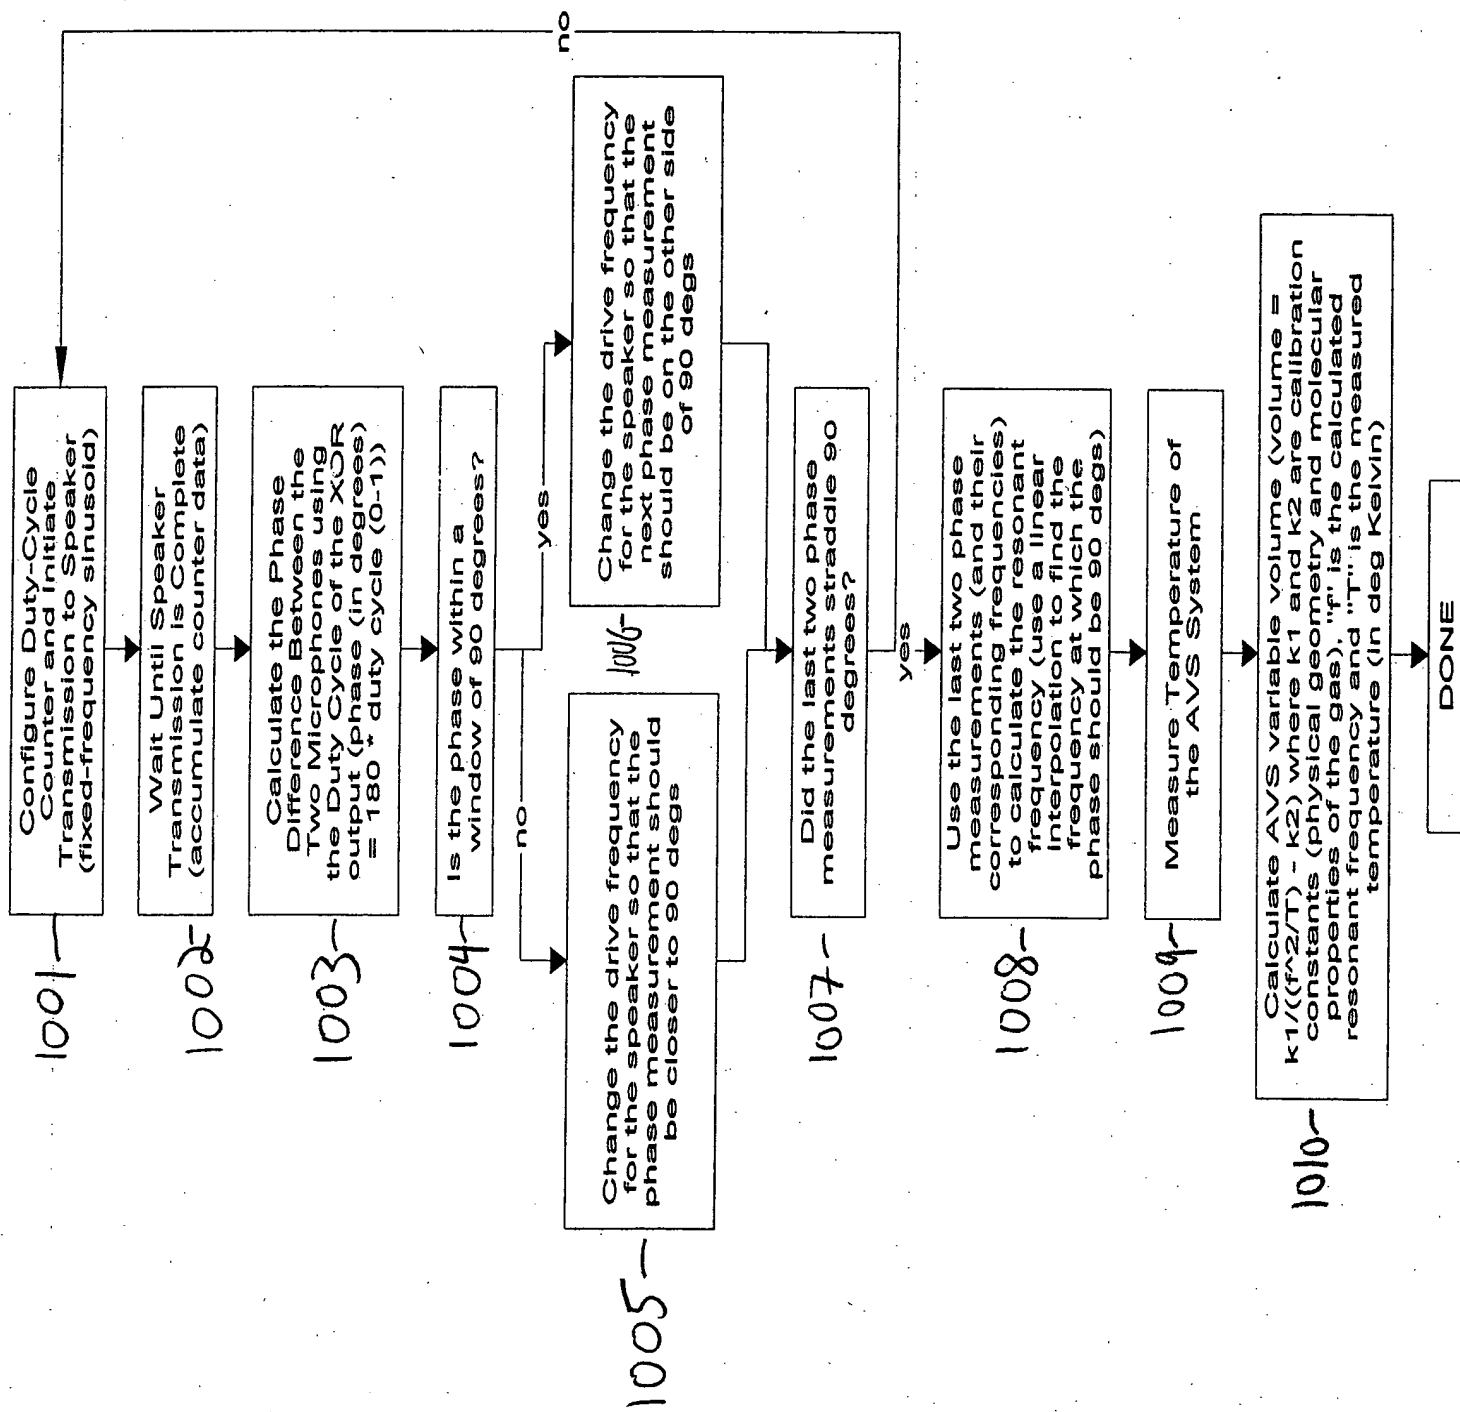 1001
Configure Duty-Cycle
Counter and Initiate
Transmission to Speaker
(fixed-frequency sinusoid)
1002
Wait Until Speaker
Transmission is Complete
(accumulate counter data)
1003
Calculate the Phase
Difference Between the
Two Microphones using
the Duty Cycle of the XOR
output (phase (in degrees)
= 180 * duty cycle (0-1))
1004
Is the phase within a
window of 90 degrees?
no
yes
1005
Change the drive frequency
for the speaker so that the
phase measurement should
be closer to 90 degs
1006
Change the drive frequency
for the speaker so that the
next phase measurement
should be on the other side
of 90 degs
1007
Did the last two phase
measurements straddle 90
degrees?
no
yes
1008
Use the last two phase
measurements (and their
corresponding frequencies)
to calculate the resonant
frequency (use a linear
interpolation to find the
frequency at which the
phase should be 90 degs)
1009
Measure Temperature of
the AVS System
1010
Calculate AVS variable volume (volume =
k1/((f^2/T) - k2) where k1 and k2 are calibration
constants (physical geometry and molecular
properties of the gas), "f" is the calculated
resonant frequency and "T" is the measured
temperature (in deg Kelvin)
DONE